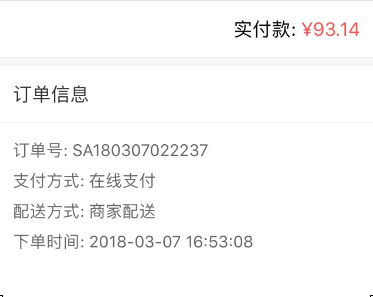 实付款: ¥93.14
订单信息
订单号: SA180307022237
支付方式: 在线支付
配送方式: 商家配送
下单时间: 2018-03-07 16:53:08